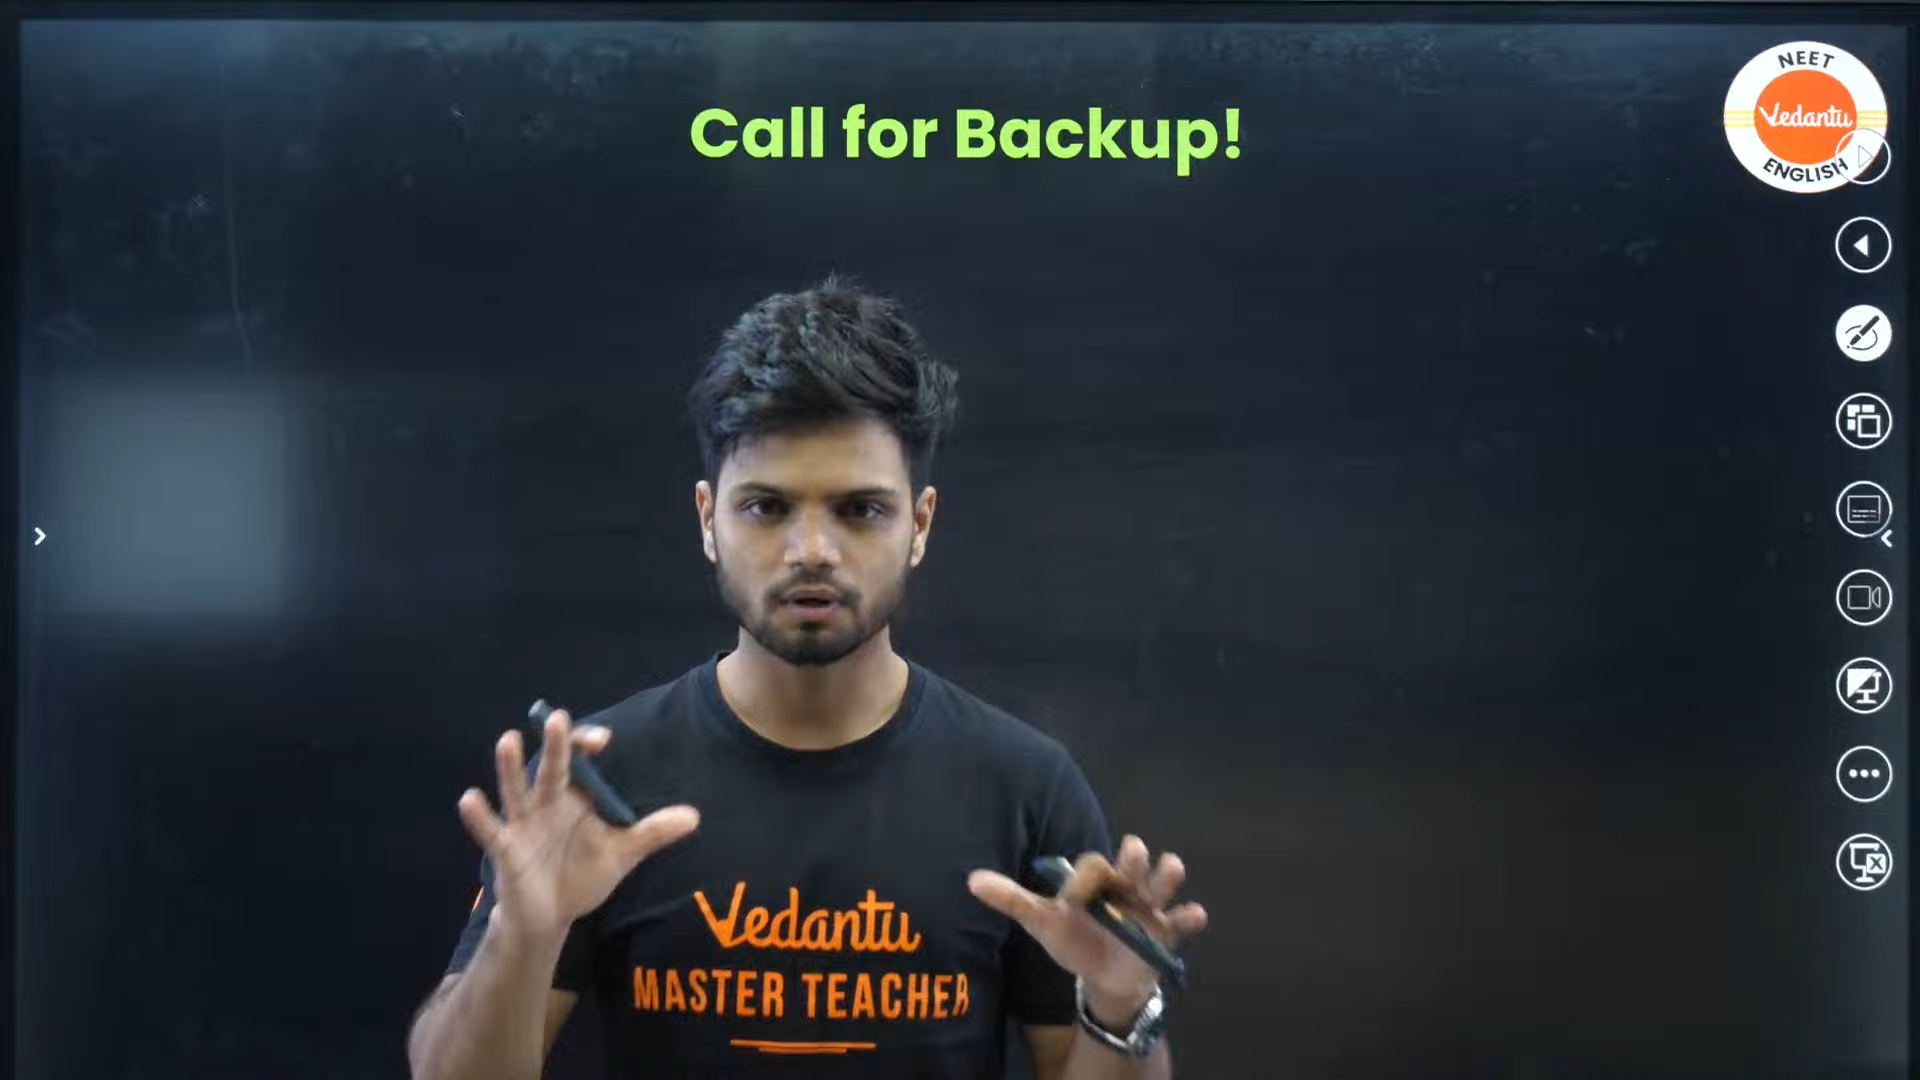 Call for Backup!
NEET
Vedantu
ENGLISH
Vedantu
MASTER TEACHER